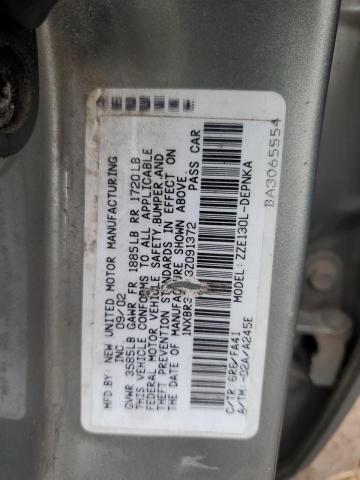 MFD BY: NEW UNITED MOTOR MANUFACTURING
INC. 09/02
GVWR 3585LB GAWR FR 1885LB RR 1720LB
THIS VEHICLE CONFORMS TO ALL APPLICABLE
FEDERAL MOTOR VEHICLE SAFETY,BUMPER,AND
THEFT PREVENTION STANDARDS IN EFFECT ON
DATE OF MANUFACTURE SHOWN ABOVE.
1NXBR3 3Z091372 PASS CAR
MODEL: ZZE130L-DEPNKA
C/TR: 6R6/FA41
A/TM: -02A/A245E
BA3065554